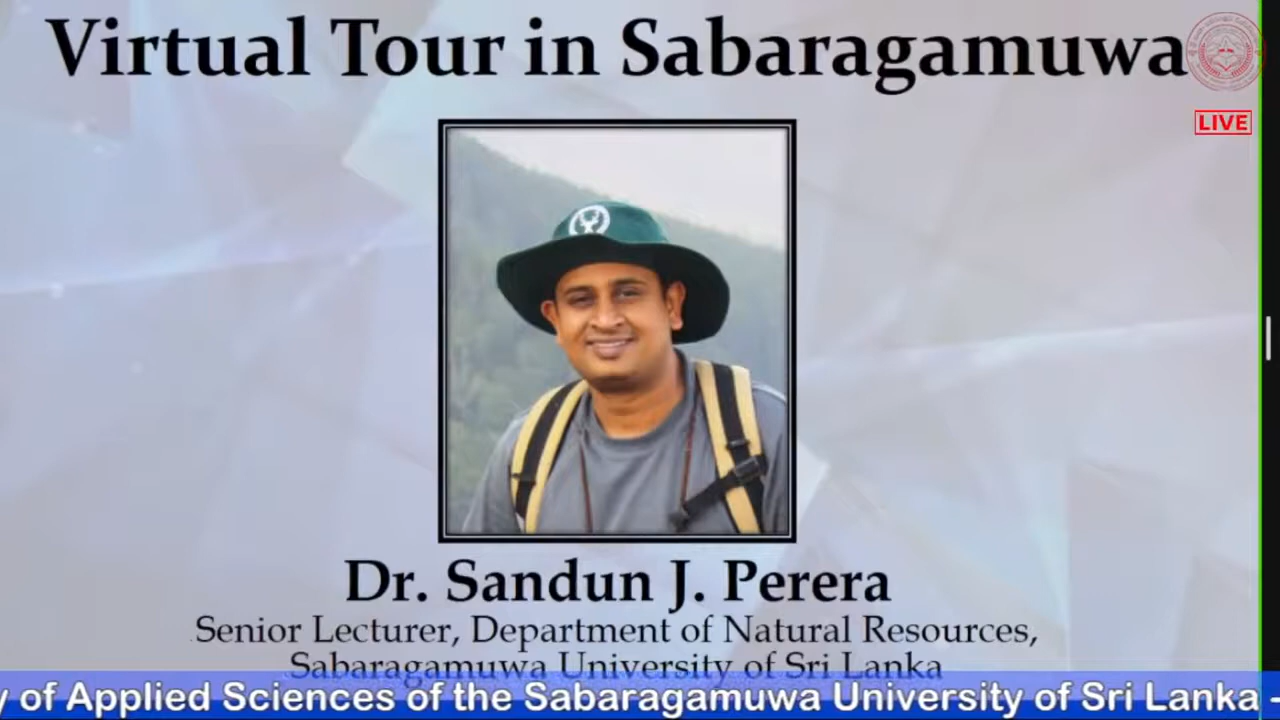 Virtual Tour in Sabaragamuwa
LIVE
Dr. Sandun J. Perera
Senior Lecturer, Department of Natural Resources,
Sabaragamuwa University of Sri Lanka
y of Applied Sciences of the Sabaragamuwa University of Sri Lanka -